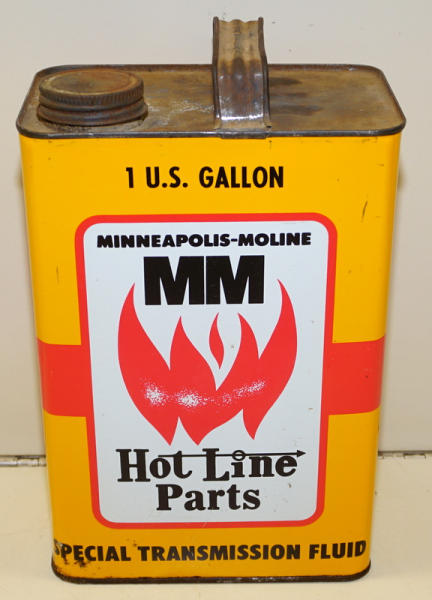 1 U.S. GALLON
MINNEAPOLIS-MOLINE
MM
Hot Line
Parts
SPECIAL TRANSMISSION FLUID